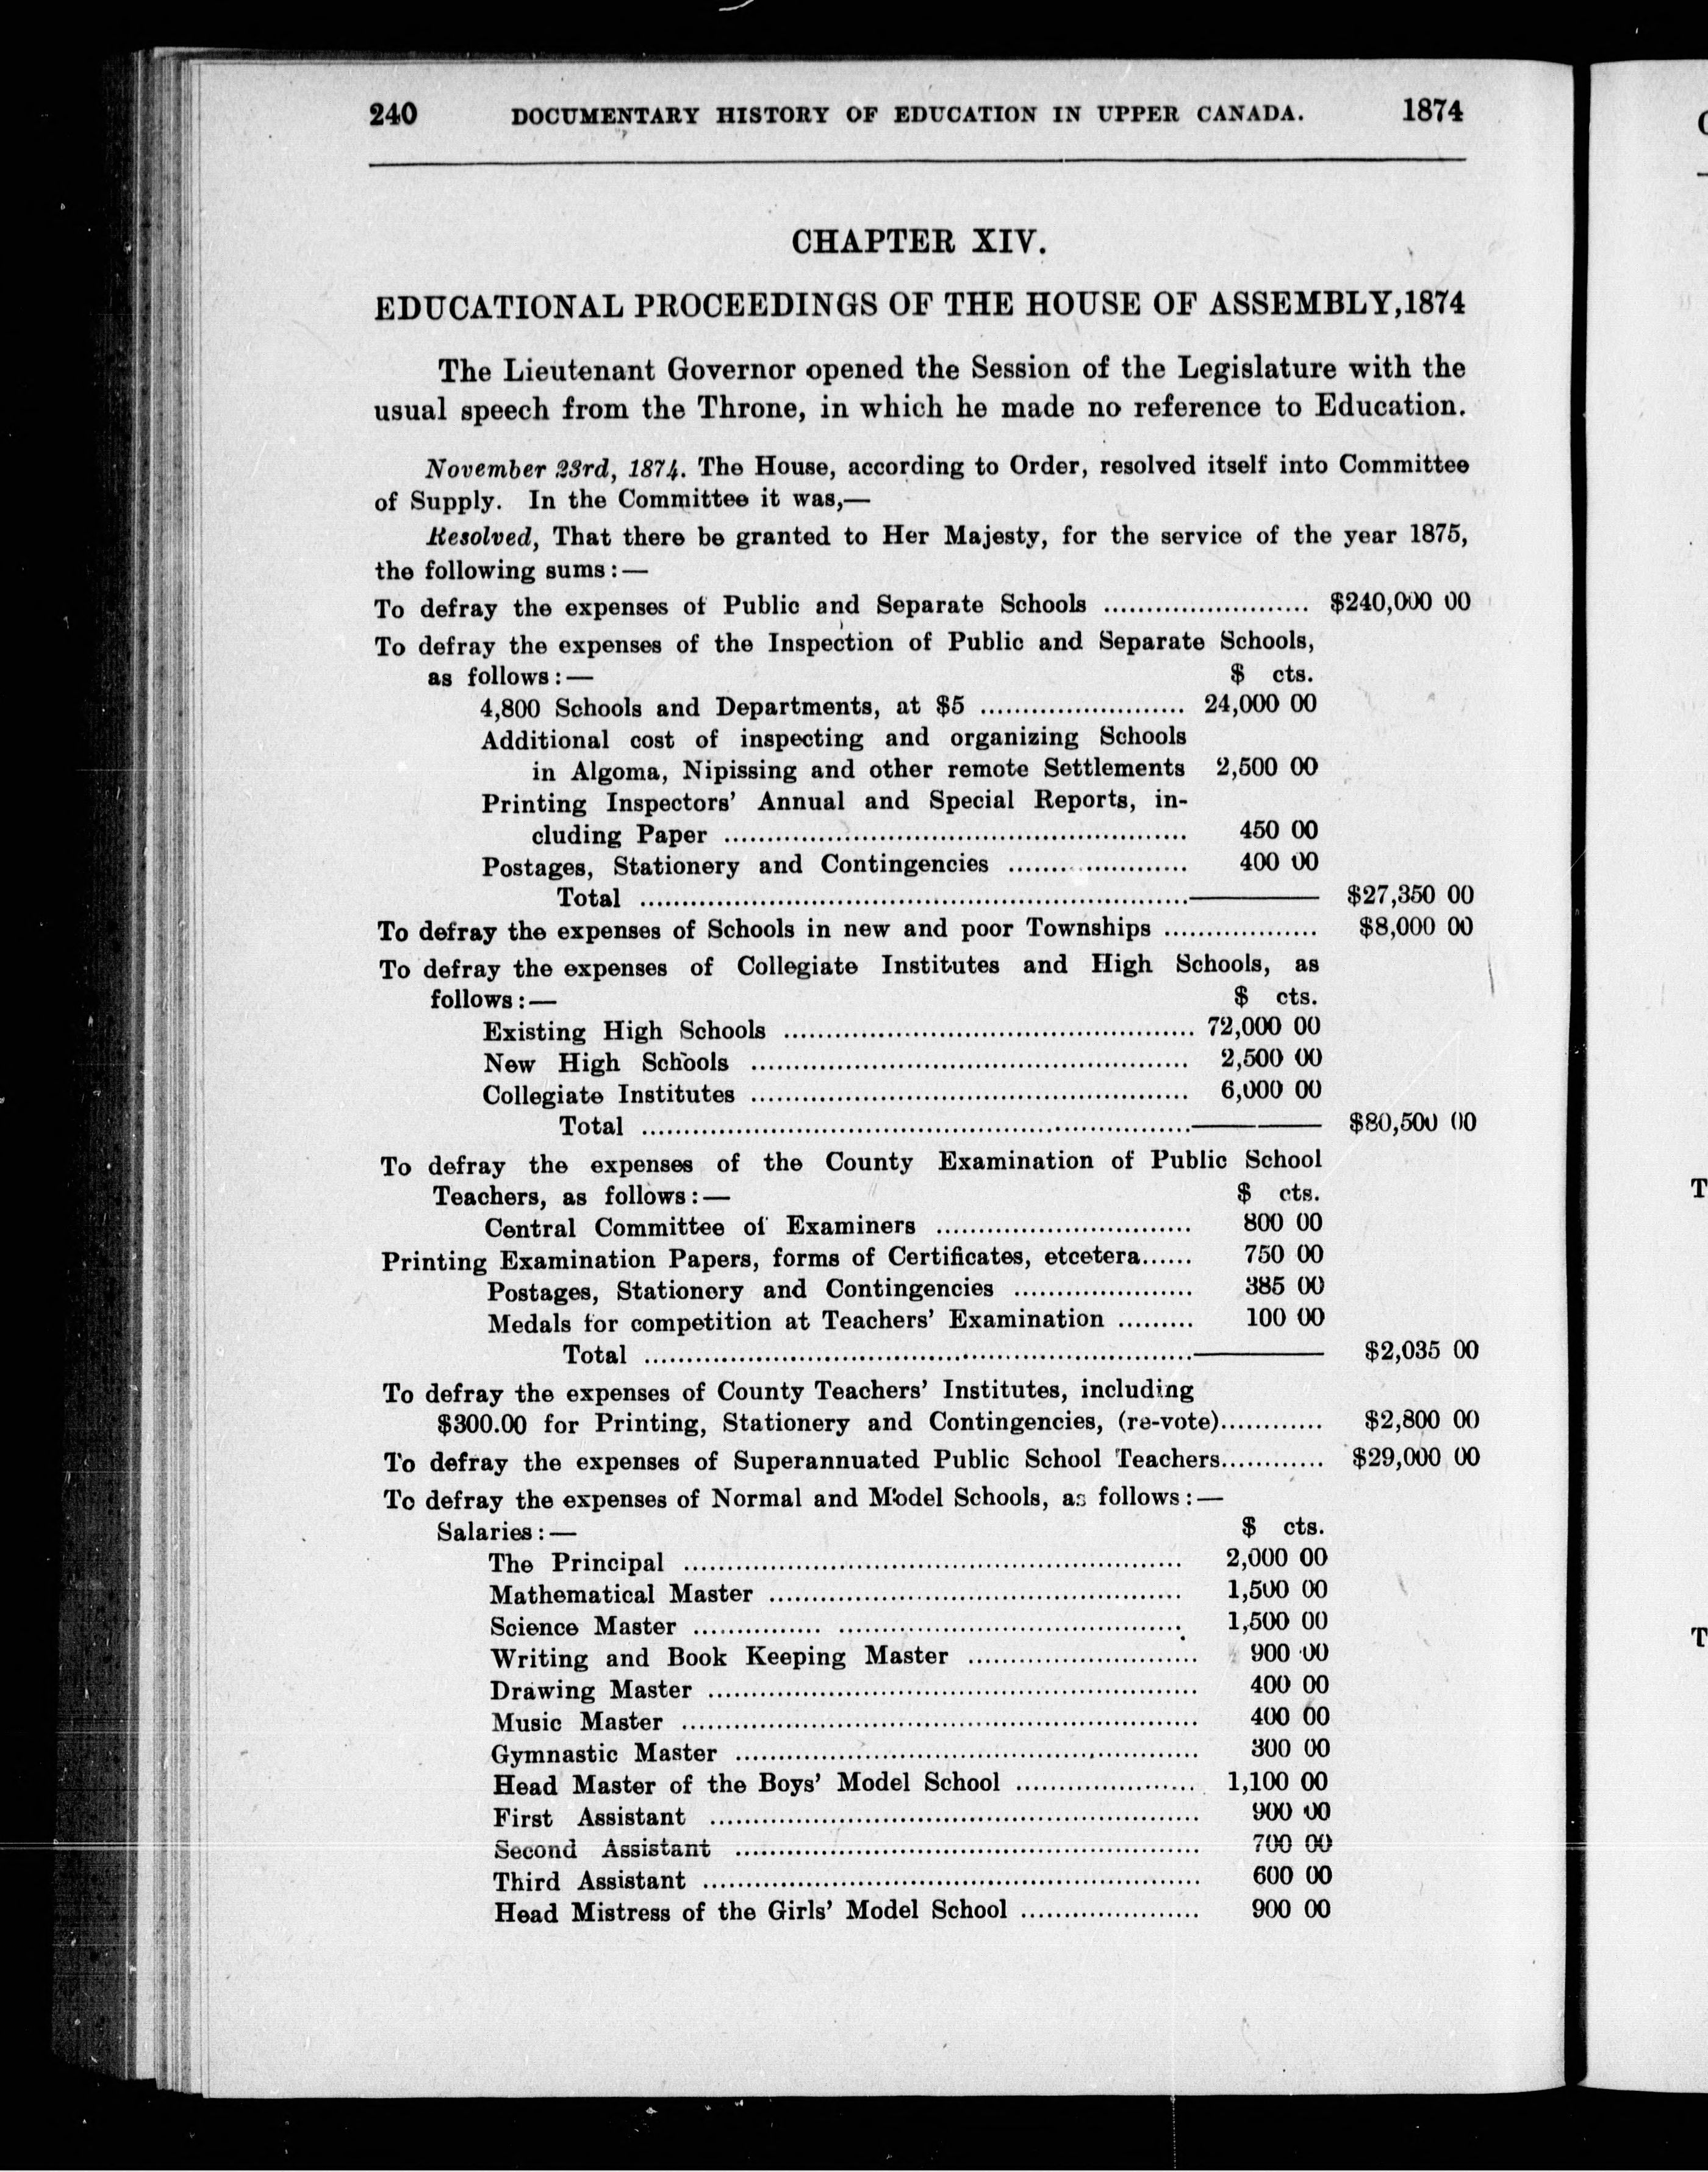 240 DOCUMENTARY HISTORY OF EDUCATION IN UPPER CANADA. 1874
CHAPTER XIV.
EDUCATIONAL PROCEEDINGS OF THE HOUSE OF ASSEMBLY, 1874
The Lieutenant Governor opened the Session of the Legislature with the
usual speech from the Throne, in which he made no reference to Education.
November 23rd, 1874. The House, according to Order, resolved itself into Committee
of Supply. In the Committee it was,—
Resolved, That there be granted to Her Majesty, for the service of the year 1875,
the following sums:—
To defray the expenses of Public and Separate Schools ........................ $240,000 00
To defray the expenses of the Inspection of Public and Separate Schools,
as follows:— $ cts.
4,800 Schools and Departments, at $5 ........................ 24,000 00
Additional cost of inspecting and organizing Schools
in Algoma, Nipissing and other remote Settlements 2,500 00
Printing Inspectors' Annual and Special Reports, in-
cluding Paper ........................ 450 00
Postages, Stationery and Contingencies ..................... 400 00
Total ........................ $27,350 00
To defray the expenses of Schools in new and poor Townships .................. $8,000 00
To defray the expenses of Collegiate Institutes and High Schools, as
follows:— $ cts.
Existing High Schools ........................ 72,000 00
New High Schools ........................ 2,500 00
Collegiate Institutes ........................ 6,000 00
Total ........................ $80,500 00
To defray the expenses of the County Examination of Public School
Teachers, as follows:— $ cts.
Central Committee of Examiners ........................ 800 00
Printing Examination Papers, forms of Certificates, etcetera...... 750 00
Postages, Stationery and Contingencies ..................... 385 00
Medals for competition at Teachers' Examination ......... 100 00
Total ........................ $2,035 00
To defray the expenses of County Teachers' Institutes, including
$300.00 for Printing, Stationery and Contingencies, (re-vote)............ $2,800 00
To defray the expenses of Superannuated Public School Teachers............ $29,000 00
To defray the expenses of Normal and Model Schools, as follows:—
Salaries:— $ cts.
The Principal ........................ 2,000 00
Mathematical Master ........................ 1,500 00
Science Master ........................ 1,500 00
Writing and Book Keeping Master ........................ 900 00
Drawing Master ........................ 400 00
Music Master ........................ 400 00
Gymnastic Master ........................ 300 00
Head Master of the Boys' Model School ..................... 1,100 00
First Assistant ........................ 900 00
Second Assistant ........................ 700 00
Third Assistant ........................ 600 00
Head Mistress of the Girls' Model School ..................... 900 00
T
T